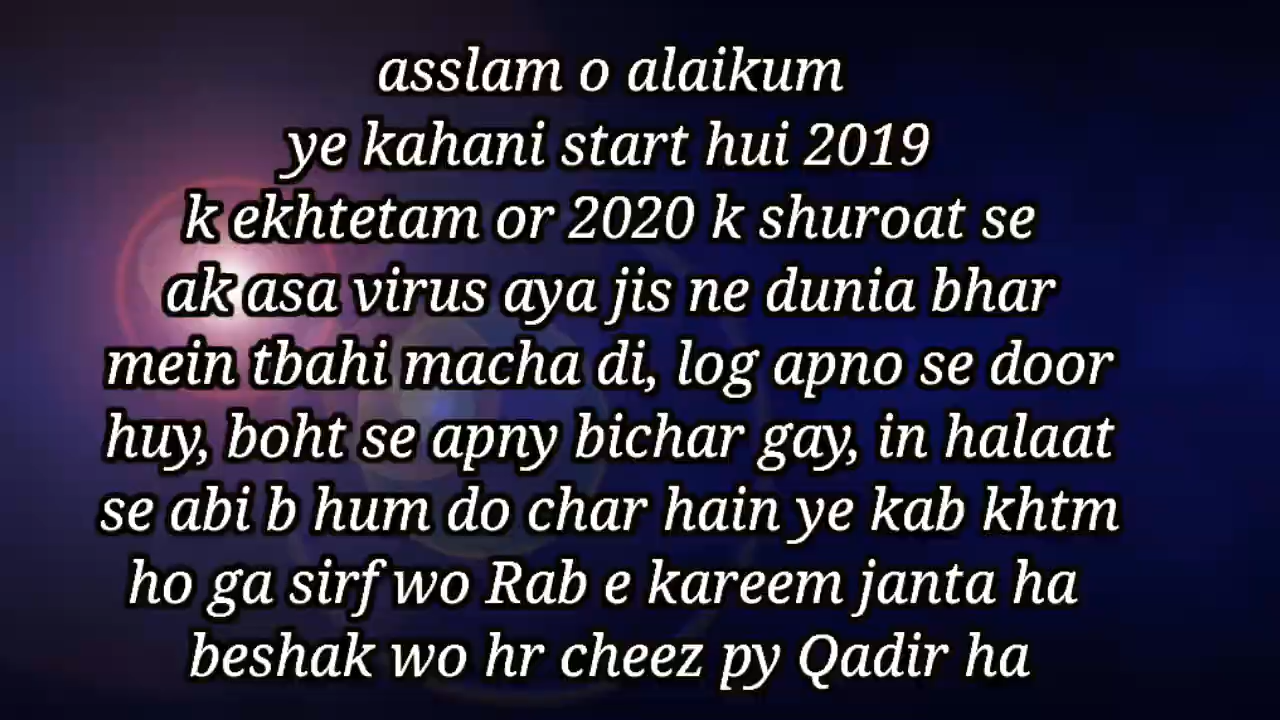 asslam o alaikum
ye kahani start hui 2019
k ekhtetam or 2020 k shuroat se
ak asa virus aya jis ne dunia bhar
mein tbahi macha di, log apno se door
huy, boht se apny bichar gay, in halaat
se abi b hum do char hain ye kab khtm
ho ga sirf wo Rab e kareem janta ha
beshak wo hr cheez py Qadir ha